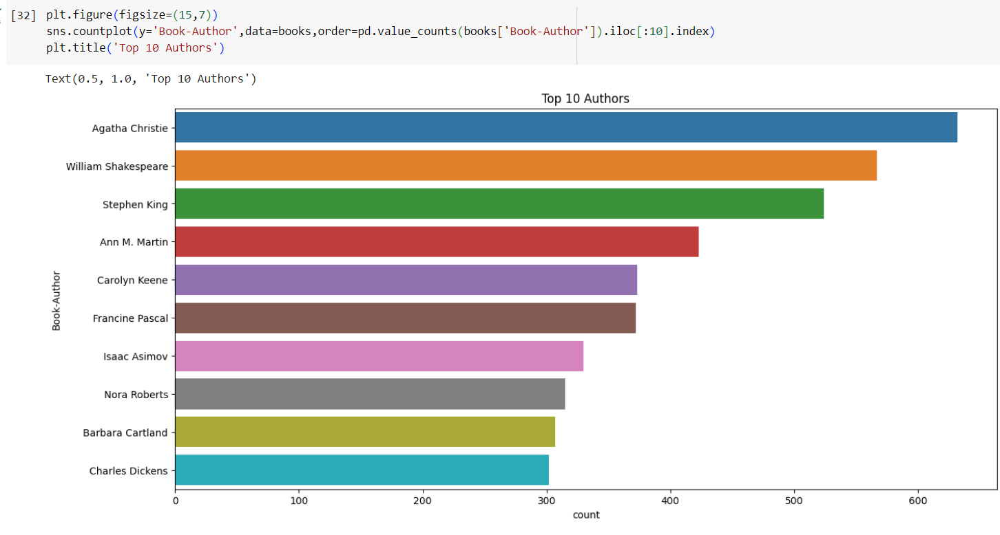 [32] plt.figure(figsize=(15,7))
sns.countplot(y='Book-Author',data=books,order=pd.value_counts(books['Book-Author']).iloc[:10].index)
plt.title('Top 10 Authors')
Text(0.5, 1.0, 'Top 10 Authors')
Top 10 Authors
Agatha Christie
William Shakespeare
Stephen King
Ann M. Martin
Carolyn Keene
Francine Pascal
Isaac Asimov
Nora Roberts
Barbara Cartland
Charles Dickens
Book-Author
0 100 200 300 400 500 600
count